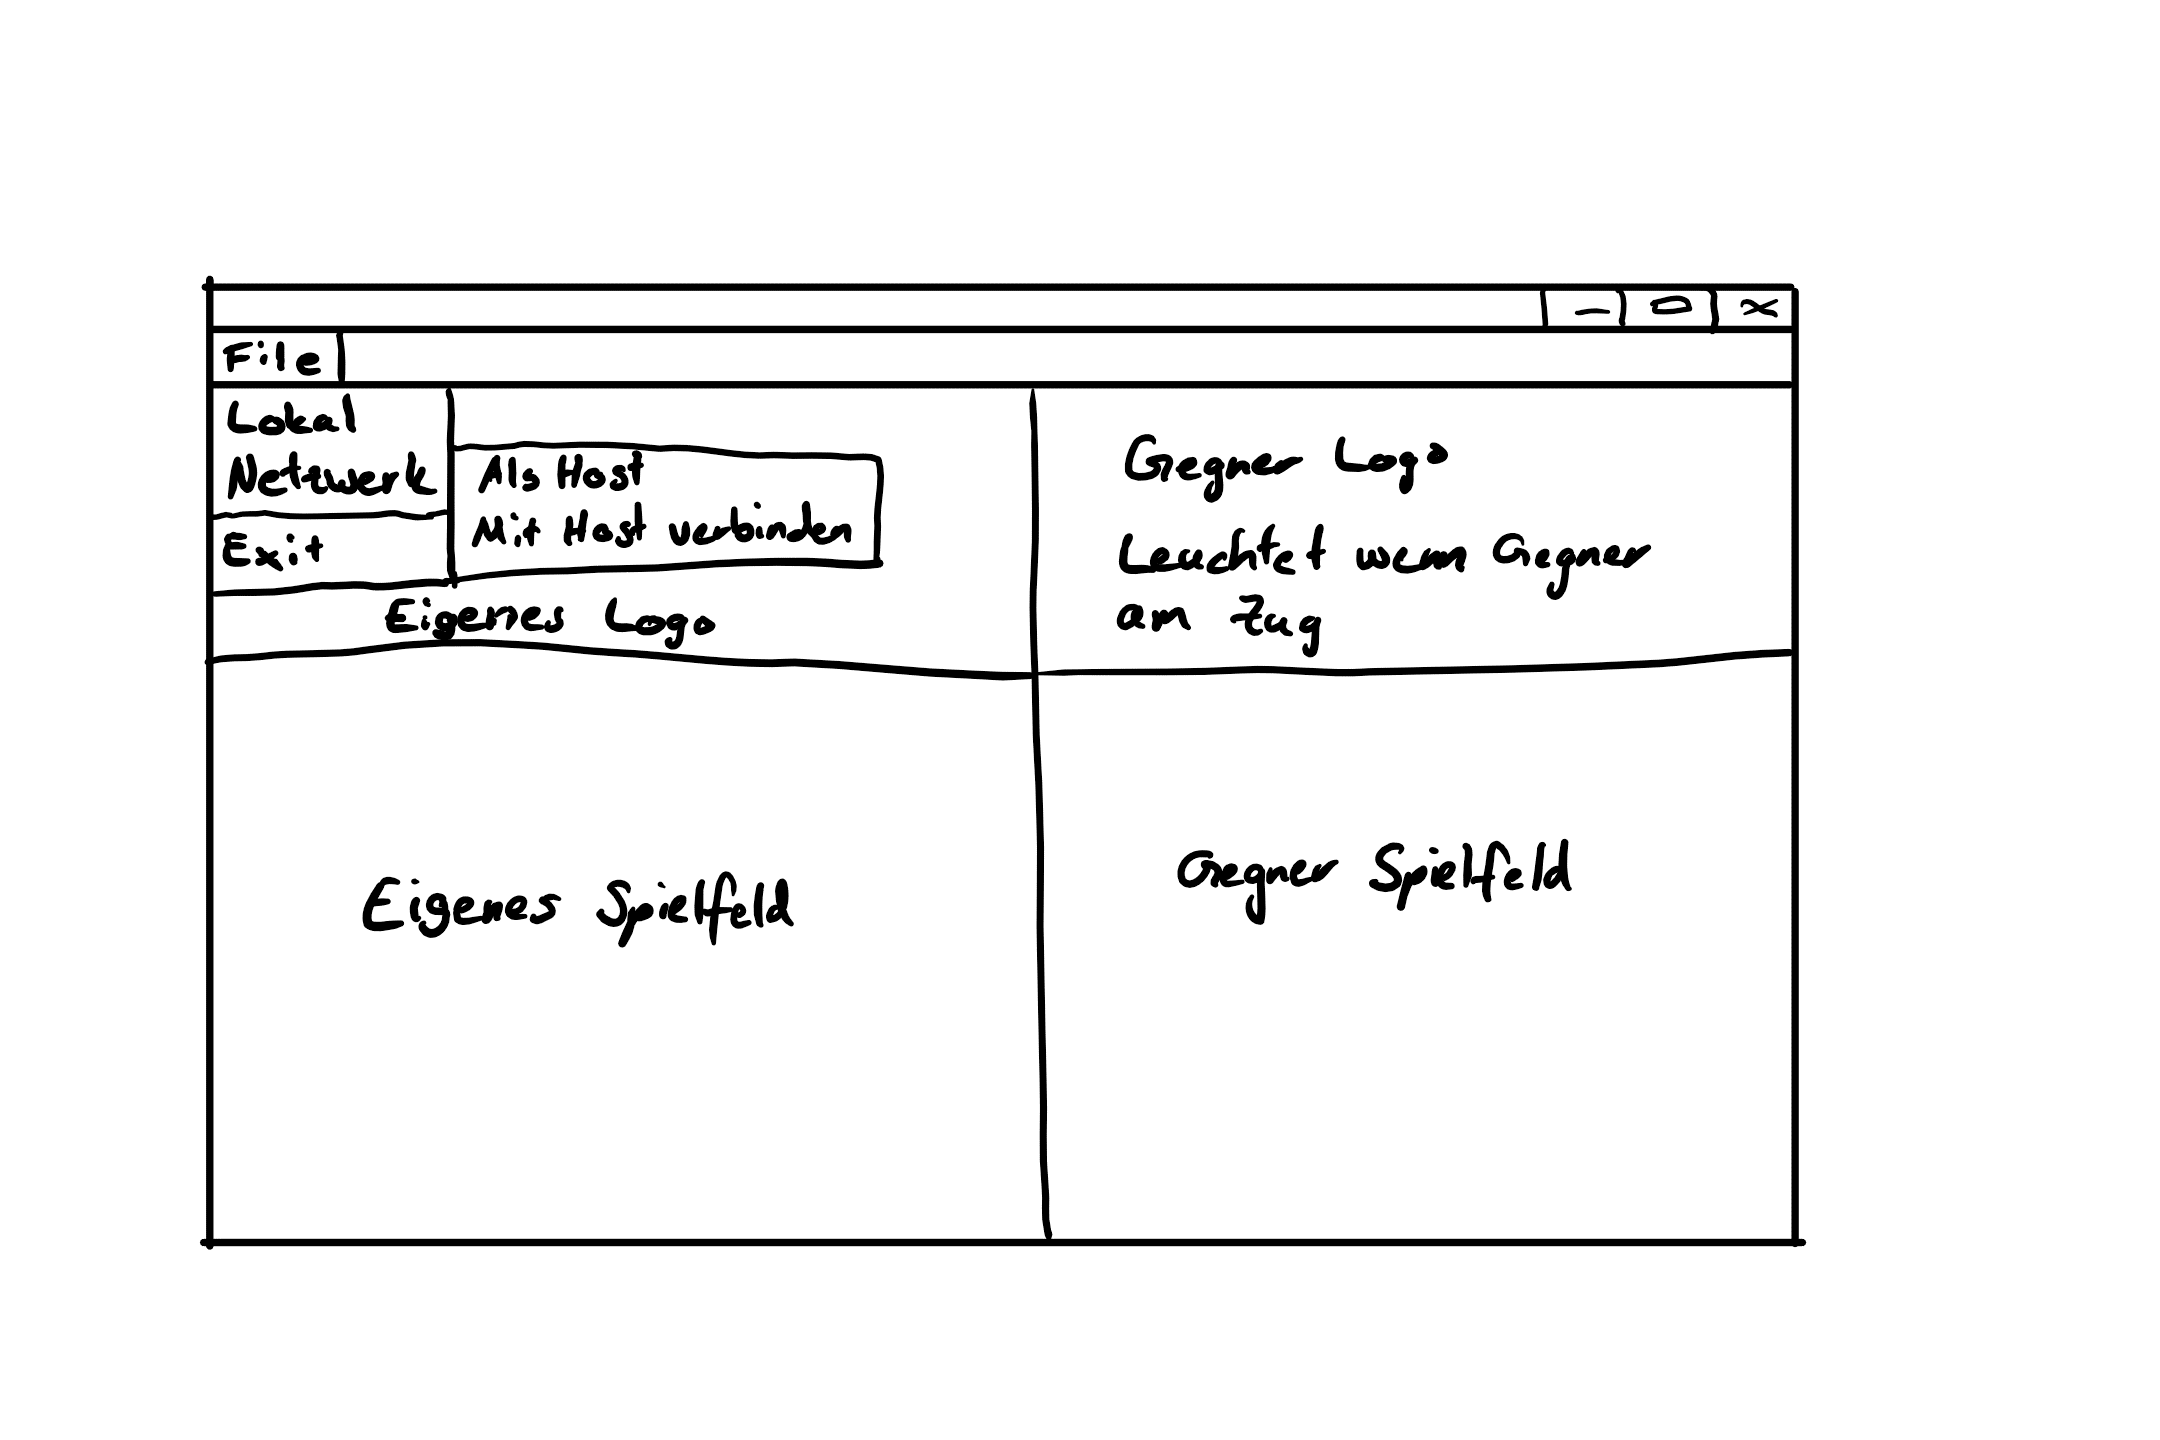 File
Lokal
Nettwerk
Exit
Als Host
Mit Host verbinden
Eigenes Logo
Gegner Logo
Leuchtet wenn Gegner
am Zug
Eigenes Spielfeld
Gegner Spielfeld